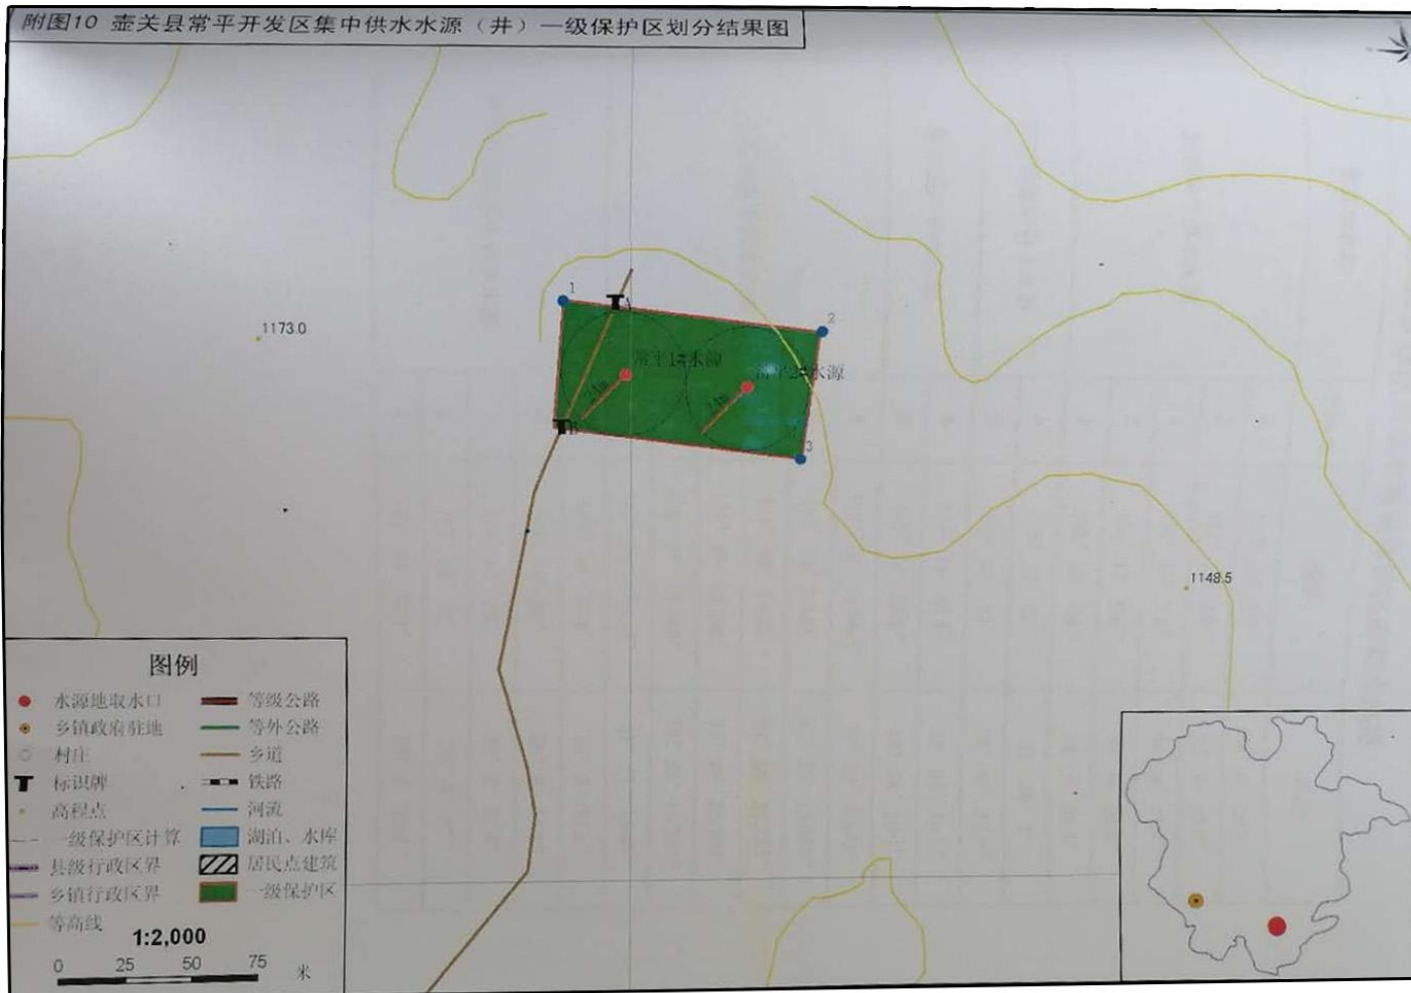 附图10 壶关县常平开发区集中供水水源（井）一级保护区划分结果图
1
A
2
1173.0
常平1#水源
常平2#水源
B
3
1148.5
图例
水源地取水口
等级公路
乡镇政府驻地
等外公路
村庄
乡道
标识牌
铁路
高程点
河流
一级保护区计算
湖泊、水库
县级行政区界
居民点建筑
乡镇行政区界
一级保护区
等高线
1:2,000
0 25 50 75 米